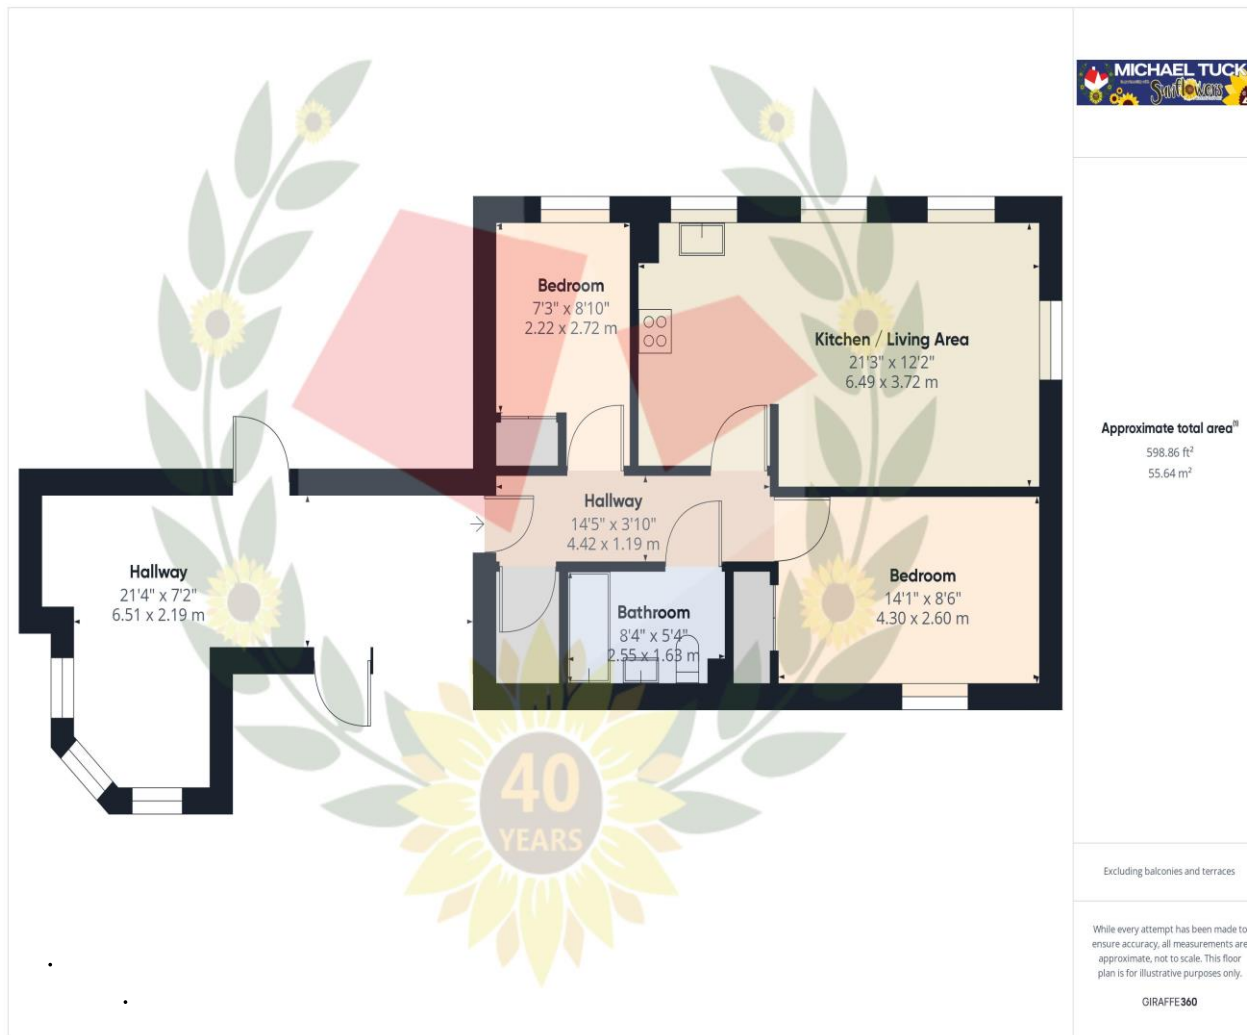 MICHAEL TUCK
Sunflowers
Bedroom
7'3" x 8'10"
2.22 x 2.72 m
Kitchen / Living Area
21'3" x 12'2"
6.49 x 3.72 m
Approximate total area⁽¹⁾
598.86 ft²
55.64 m²
Hallway
14'5" x 3'10"
4.42 x 1.19 m
Hallway
21'4" x 7'2"
6.51 x 2.19 m
Bathroom
8'4" x 5'4"
2.55 x 1.63 m
Bedroom
14'1" x 8'6"
4.30 x 2.60 m
40
YEARS
Excluding balconies and terraces
While every attempt has been made to
ensure accuracy, all measurements are
approximate, not to scale. This floor
plan is for illustrative purposes only.
GIRAFFE360